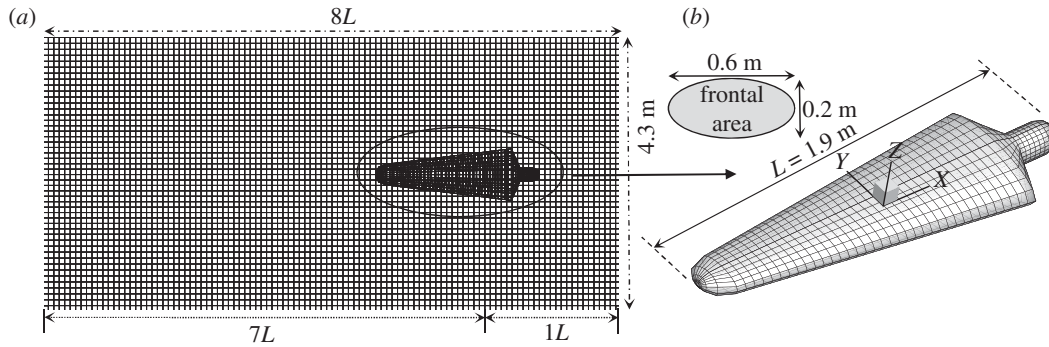 (a)
8L
4.3 m
7L
1L
(b)
0.6 m
frontal
area
0.2 m
L = 1.9 m
Y
Z
X